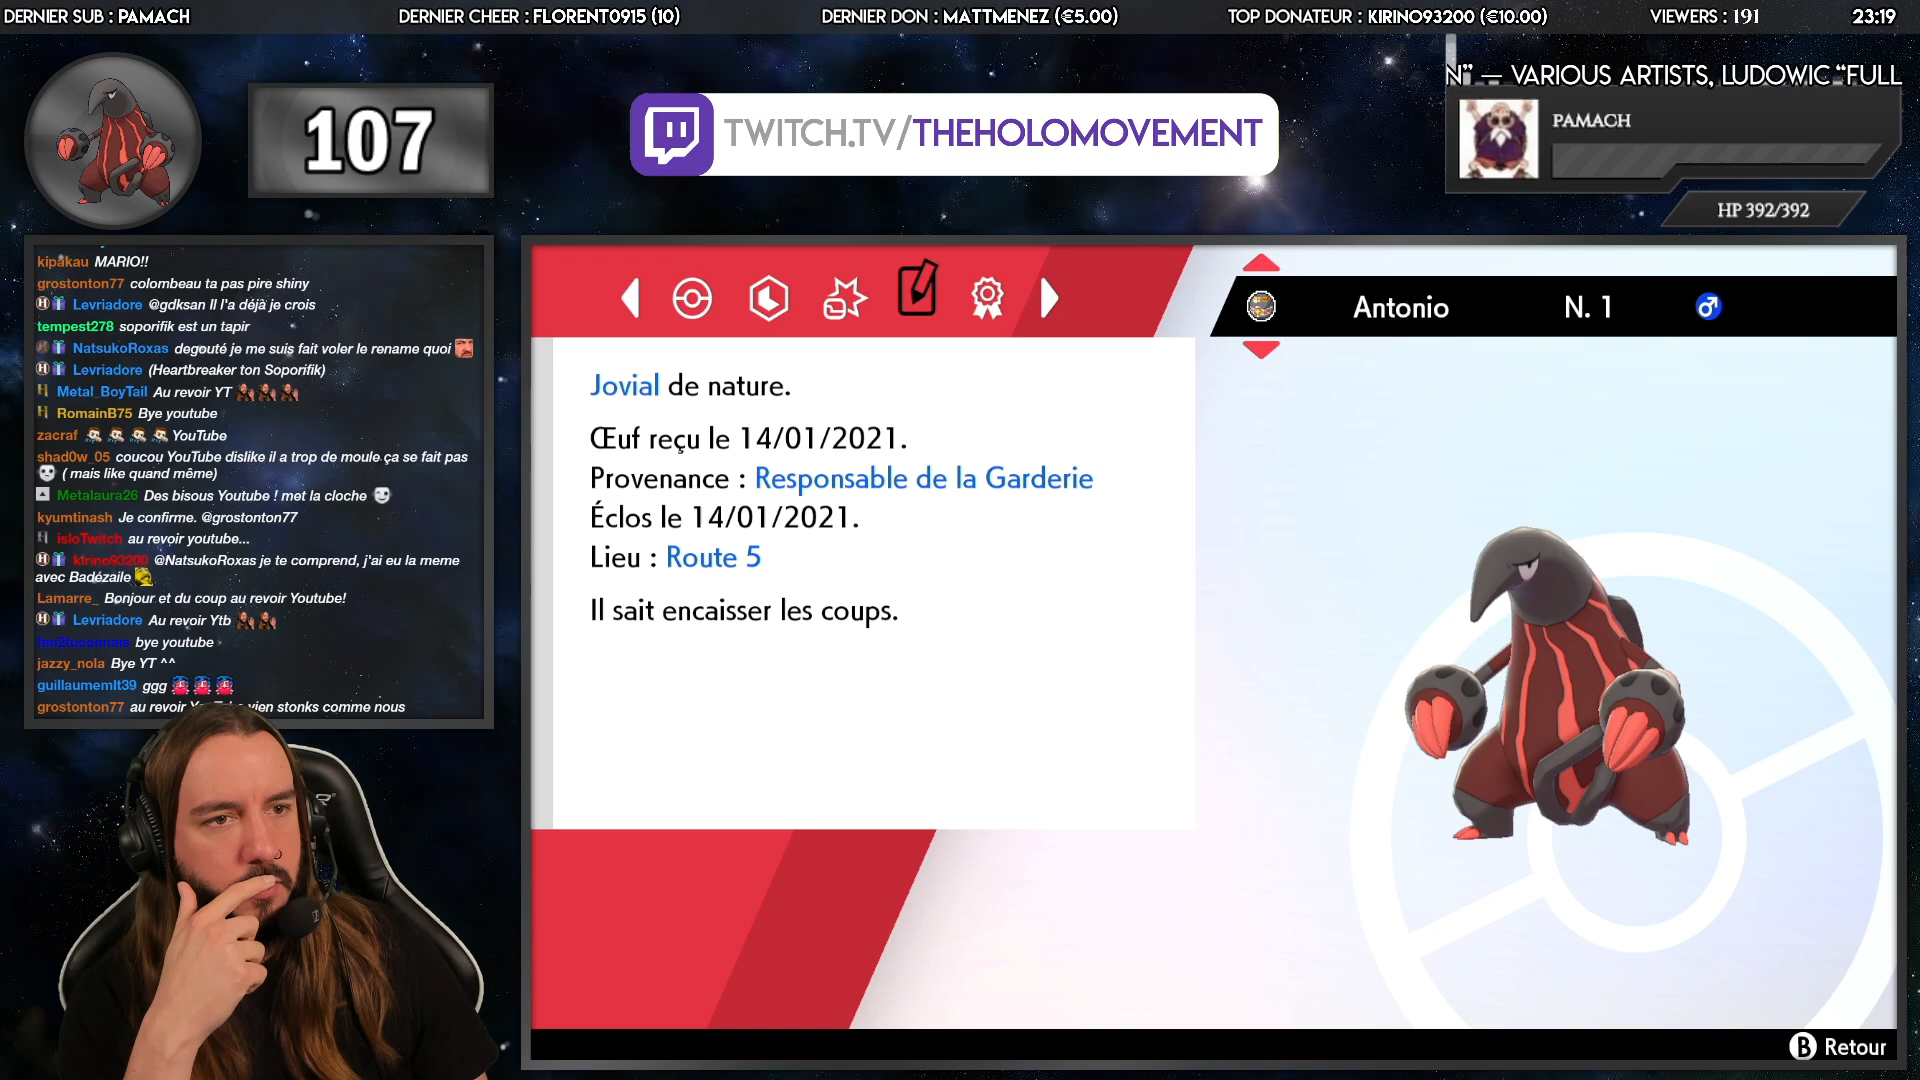 DERNIER SUB : PAMACH
DERNIER CHEER : FLORENT0915 (10)
DERNIER DON : MATTMENEZ (€5.00)
TOP DONATEUR : KIRINO93200 (€10.00)
VIEWERS : 191
23:19
107
TWITCH.TV/THEHOLOMOVEMENT
N" — VARIOUS ARTISTS, LUDOWIC "FULL
PAMACH
HP 392/392
kipakau MARIO!!
grostonton77 colombeau ta pas pire shiny
Levriadore @gdksan Il l'a déjà je crois
tempest278 soporifik est un tapir
NatsukoRoxas degouté je me suis fait voler le rename quoi
Levriadore (Heartbreaker ton Soporifik)
Metal_BoyTail Au revoir YT
RomainB75 Bye youtube
zacraf YouTube
shad0w_05 coucou YouTube dislike il a trop de moule ça se fait pas
( mais like quand même)
Metalaura26 Des bisous Youtube ! met la cloche
kyumtinash Je confirme. @grostonton77
isloTwitch au revoir youtube...
kirino93200 @NatsukoRoxas je te comprend, j'ai eu la meme
avec Badézaile
Lamarre_ Bonjour et du coup au revoir Youtube!
Levriadore Au revoir Ytb
fan2tuconnais bye youtube
jazzy_nola Bye YT ^^
guillaumemlt39 ggg
grostonton77 au revoir vien stonks comme nous
Antonio
N. 1
Jovial de nature.
Œuf reçu le 14/01/2021.
Provenance : Responsable de la Garderie
Éclos le 14/01/2021.
Lieu : Route 5
Il sait encaisser les coups.
B Retour